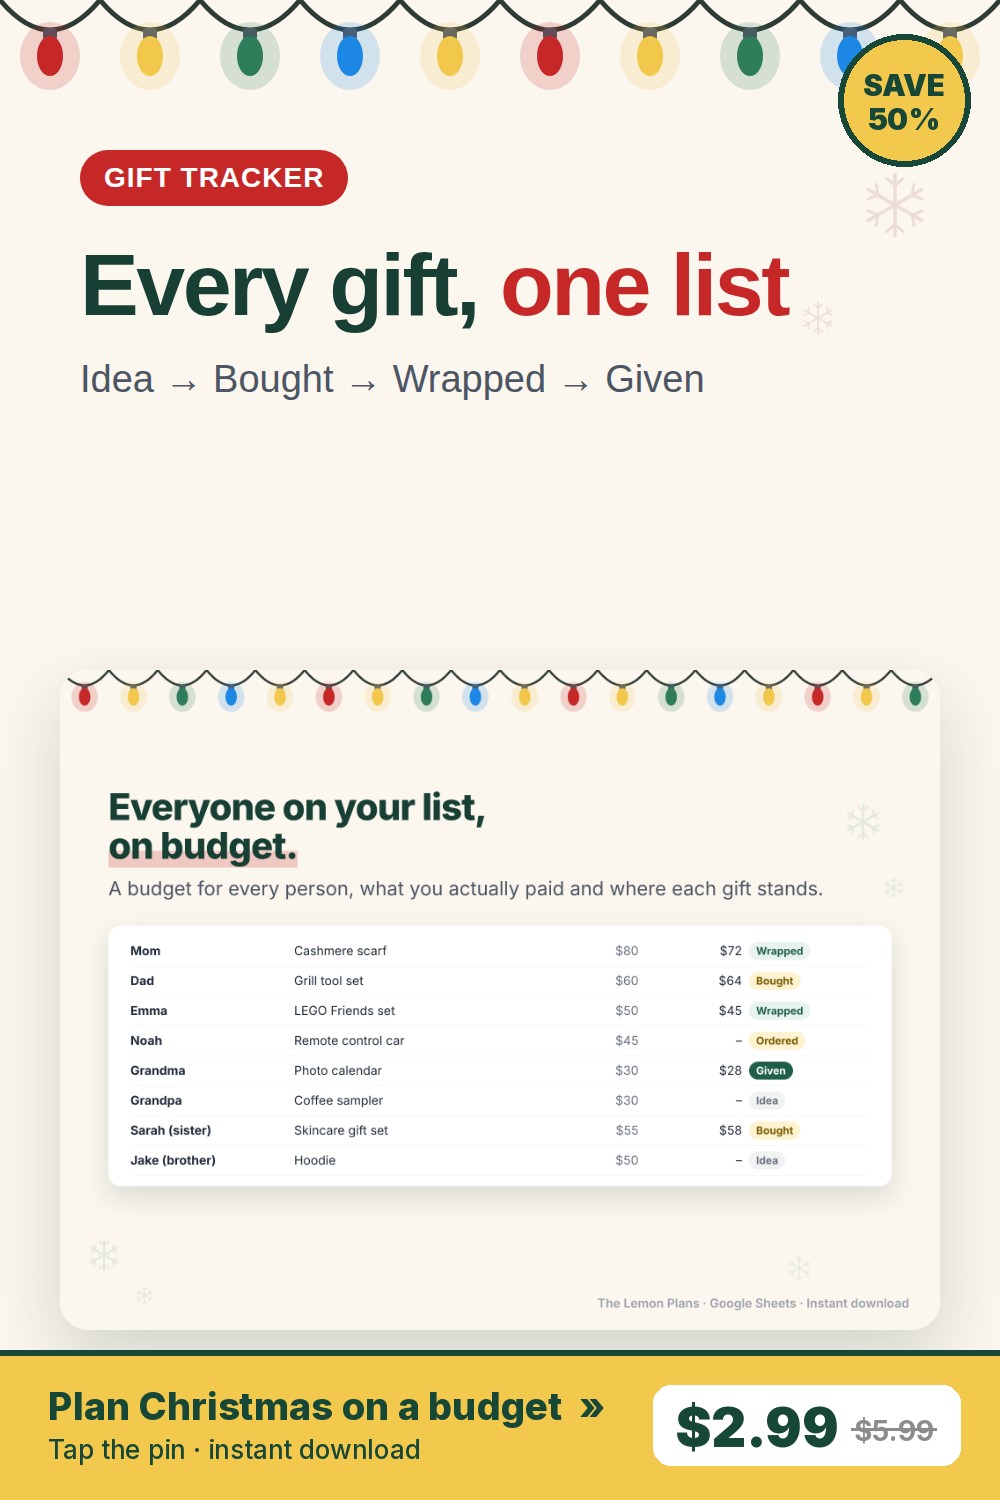 SAVE
50%
GIFT TRACKER
Every gift, one list
Idea → Bought → Wrapped → Given
Everyone on your list,
on budget.
A budget for every person, what you actually paid and where each gift stands.
Mom Cashmere scarf $80 $72 Wrapped
Dad Grill tool set $60 $64 Bought
Emma LEGO Friends set $50 $45 Wrapped
Noah Remote control car $45 – Ordered
Grandma Photo calendar $30 $28 Given
Grandpa Coffee sampler $30 – Idea
Sarah (sister) Skincare gift set $55 $58 Bought
Jake (brother) Hoodie $50 – Idea
The Lemon Plans · Google Sheets · Instant download
Plan Christmas on a budget »
Tap the pin · instant download
$2.99 $5.99